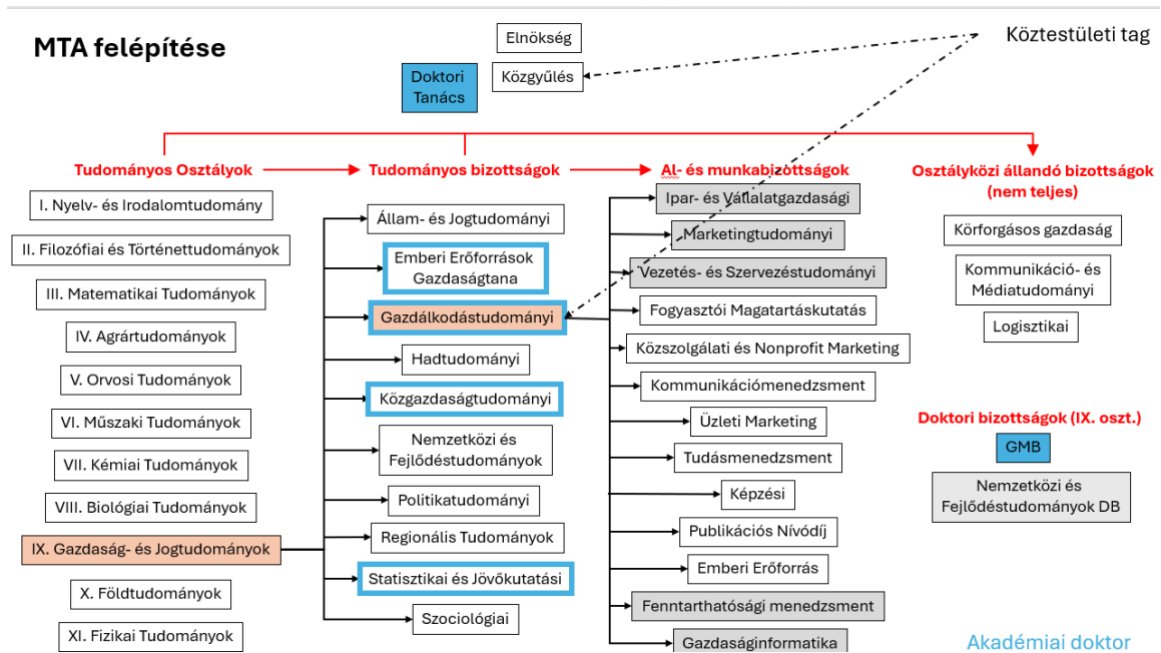 MTA felépítése
Elnökség
Köztestületi tag
Doktori
Tanács
Közgyűlés
Tudományos Osztályok
Tudományos bizottságok
Al- és munkabizottságok
Osztályközi állandó bizottságok
(nem teljes)
I. Nyelv- és Irodalomtudomány
II. Filozófiai és Történettudományok
III. Matematikai Tudományok
IV. Agrártudományok
V. Orvosi Tudományok
VI. Műszaki Tudományok
VII. Kémiai Tudományok
VIII. Biológiai Tudományok
IX. Gazdaság- és Jogtudományok
X. Földtudományok
XI. Fizikai Tudományok
Állam- és Jogtudományi
Emberi Erőforrások
Gazdaságtana
Gazdálkodástudományi
Hadtudományi
Közgazdaságtudományi
Nemzetközi és
Fejlődéstudományok
Politikatudományi
Regionális Tudományok
Statisztikai és Jövőkutatási
Szociológiai
Ipar- és Vállalatgazdasági
Marketingtudományi
Vezetés- és Szervezéstudományi
Fogyasztói Magatartáskutatás
Közszolgálati és Nonprofit Marketing
Kommunikációmenedzsment
Üzleti Marketing
Tudásmenedzsment
Képzési
Publikációs Nívódíj
Emberi Erőforrás
Fenntarthatósági menedzsment
Gazdaságinformatika
Körforgásos gazdaság
Kommunikáció- és
Médiatudományi
Logisztikai
Doktori bizottságok (IX. oszt.)
GMB
Nemzetközi és
Fejlődéstudományok DB
Akadémiai doktor